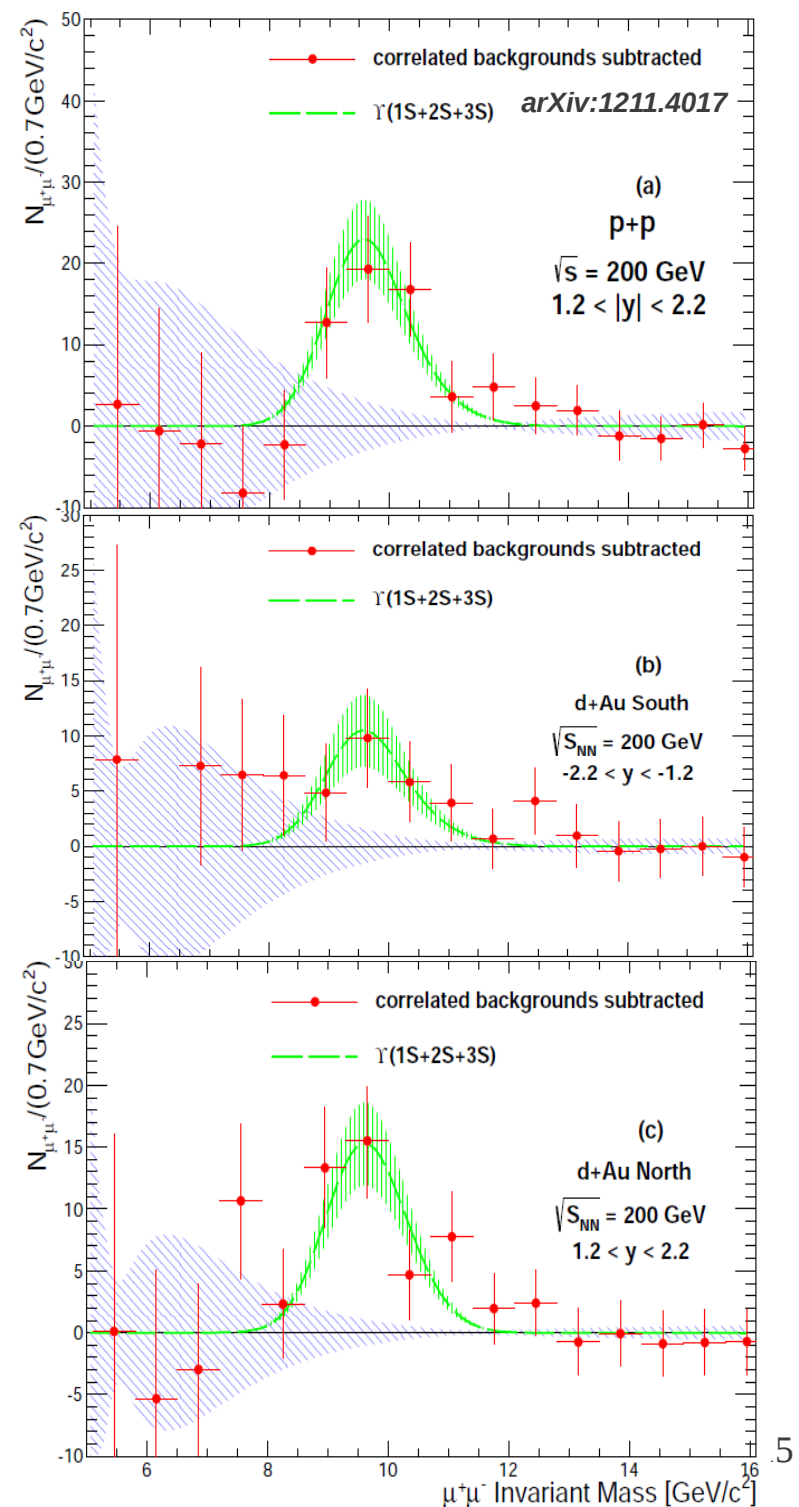 50
correlated backgrounds subtracted
ϒ(1S+2S+3S)
arXiv:1211.4017
40
30
20
10
0
-10
N_{μ⁺μ⁻}/(0.7GeV/c²)
(a)
p+p
√s = 200 GeV
1.2 < |y| < 2.2
30
25
20
15
10
5
0
-5
-10
N_{μ⁺μ⁻}/(0.7GeV/c²)
correlated backgrounds subtracted
ϒ(1S+2S+3S)
(b)
d+Au South
√S_{NN} = 200 GeV
-2.2 < y < -1.2
30
25
20
15
10
5
0
-5
-10
N_{μ⁺μ⁻}/(0.7GeV/c²)
correlated backgrounds subtracted
ϒ(1S+2S+3S)
(c)
d+Au North
√S_{NN} = 200 GeV
1.2 < y < 2.2
6 8 10 12 14 16
μ⁺μ⁻ Invariant Mass [GeV/c²]
.5